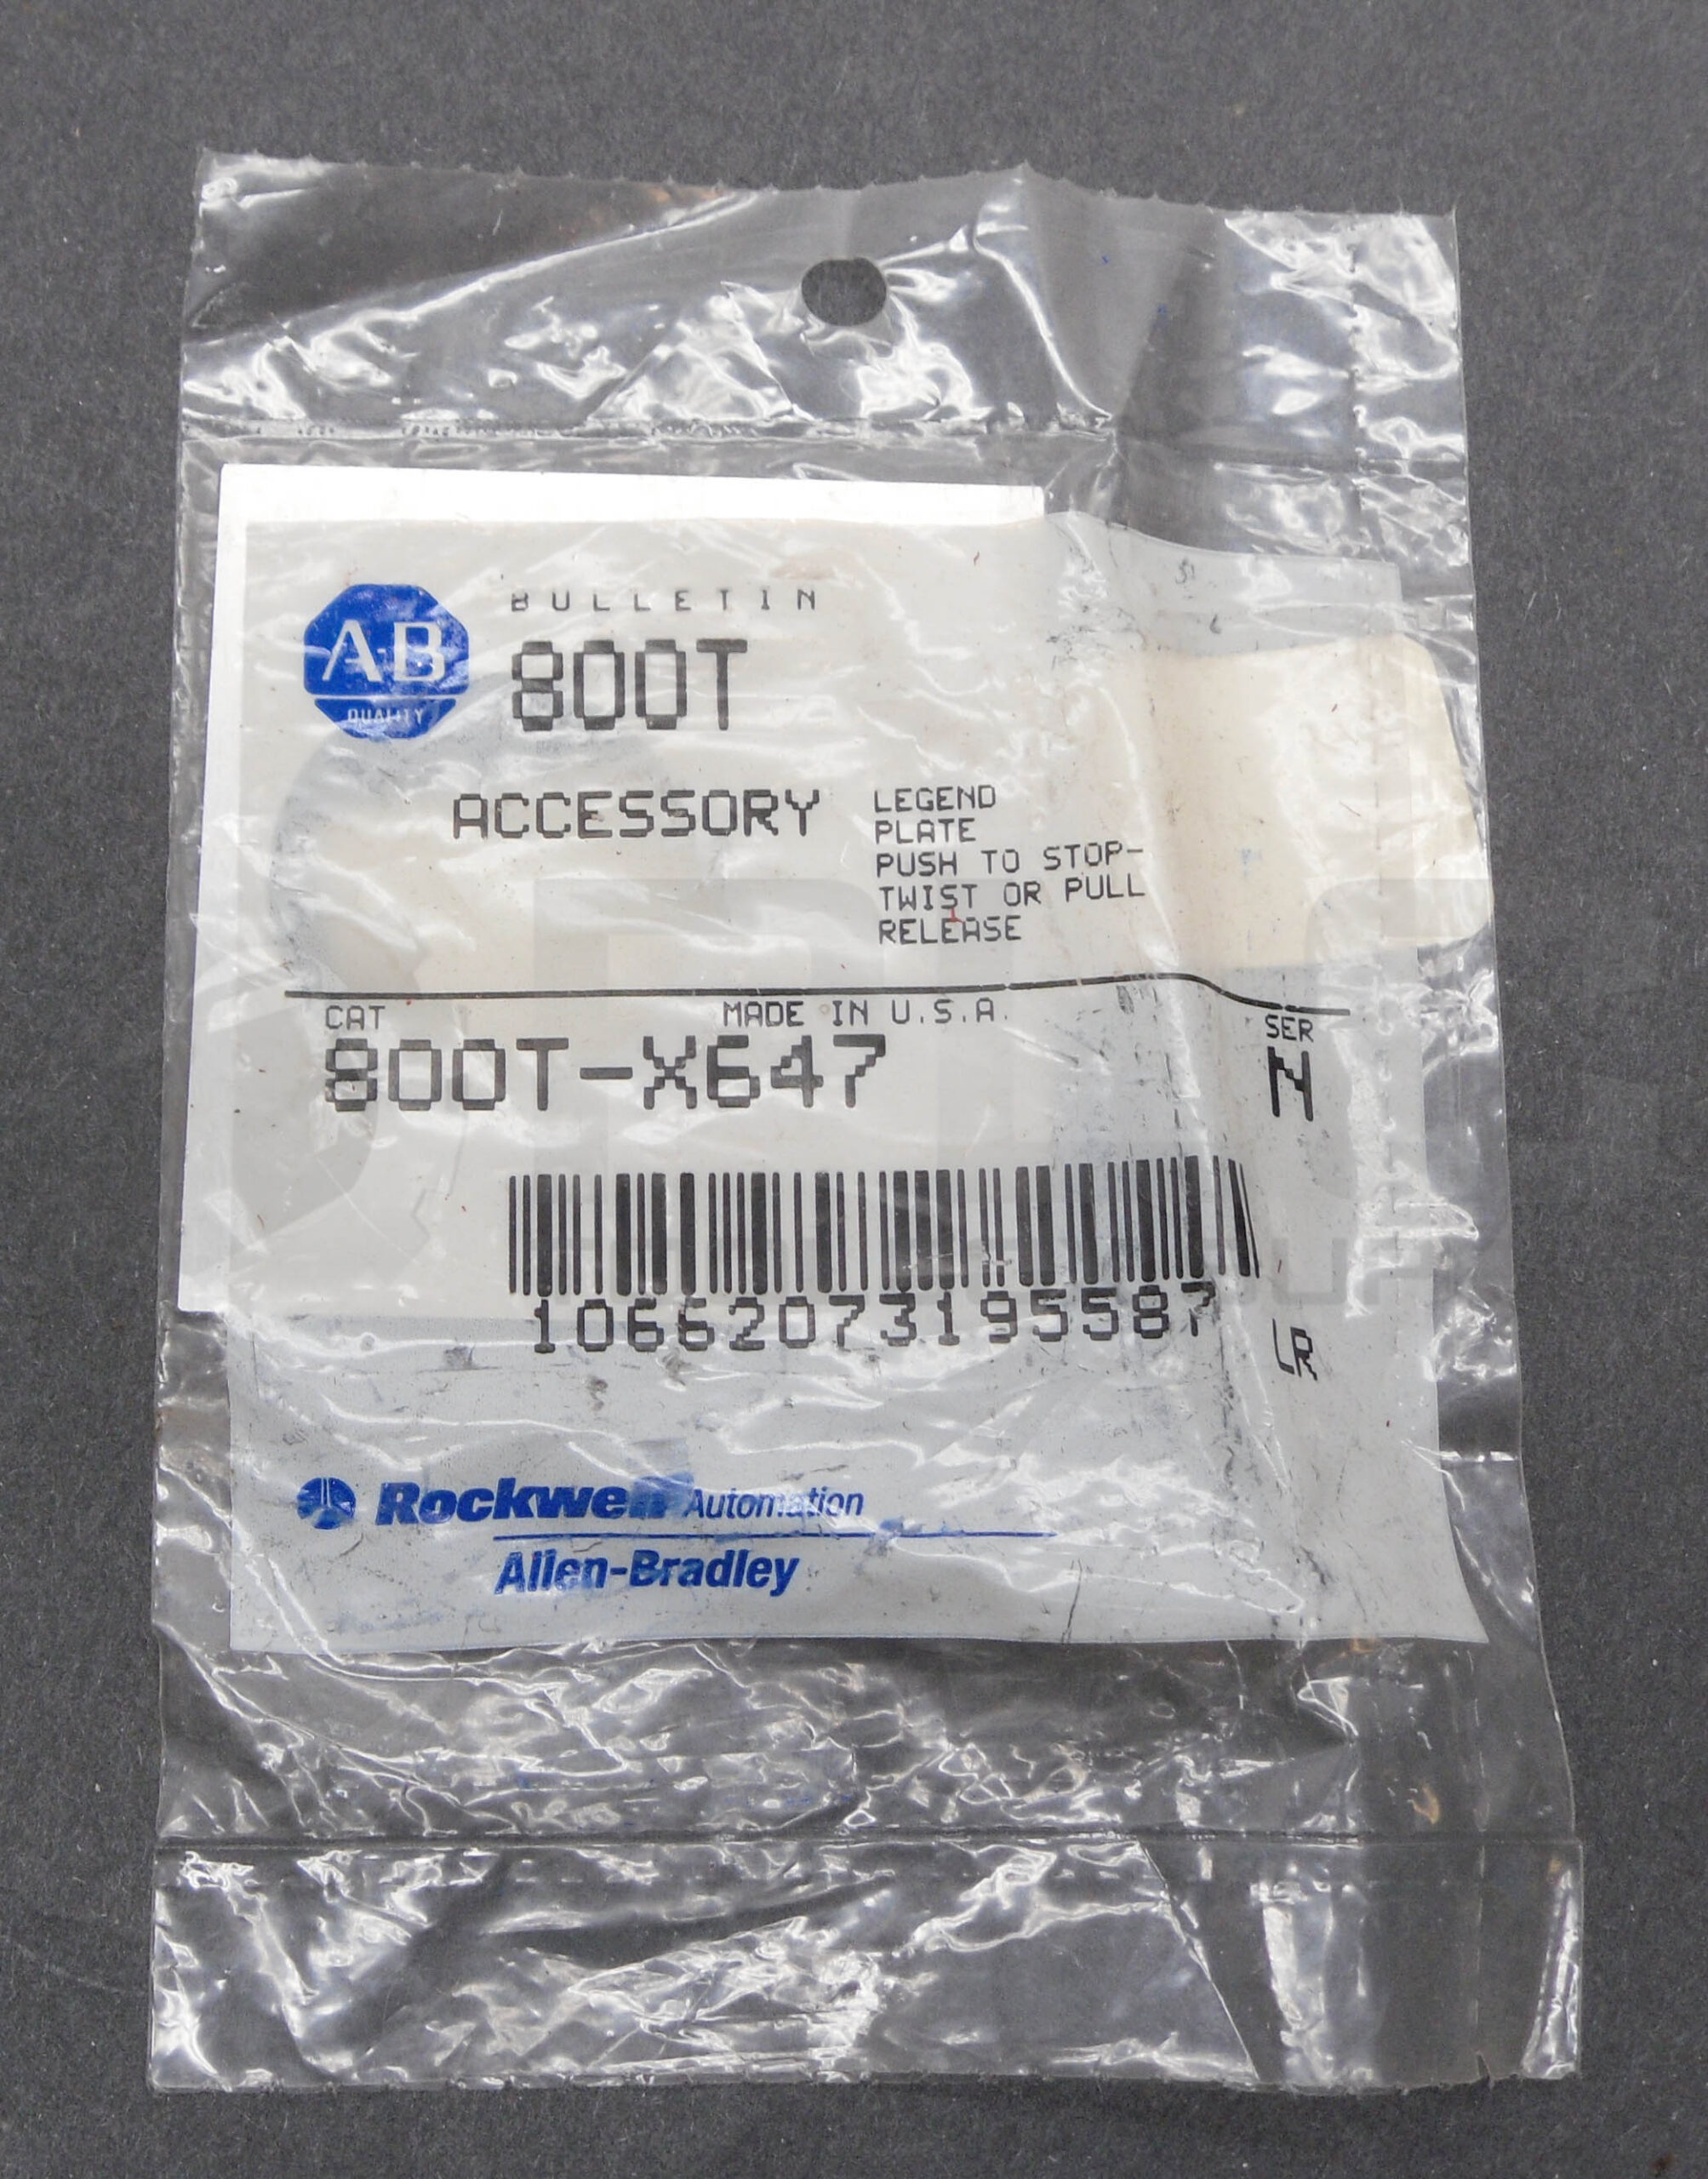 AB
QUALITY
BULLETIN
800T
ACCESSORY
LEGEND
PLATE
PUSH TO STOP-
TWIST OR PULL
RELEASE
CAT
MADE IN U.S.A.
SER
800T-X647
N
10662073195587
LR
Rockwell Automation
Allen-Bradley